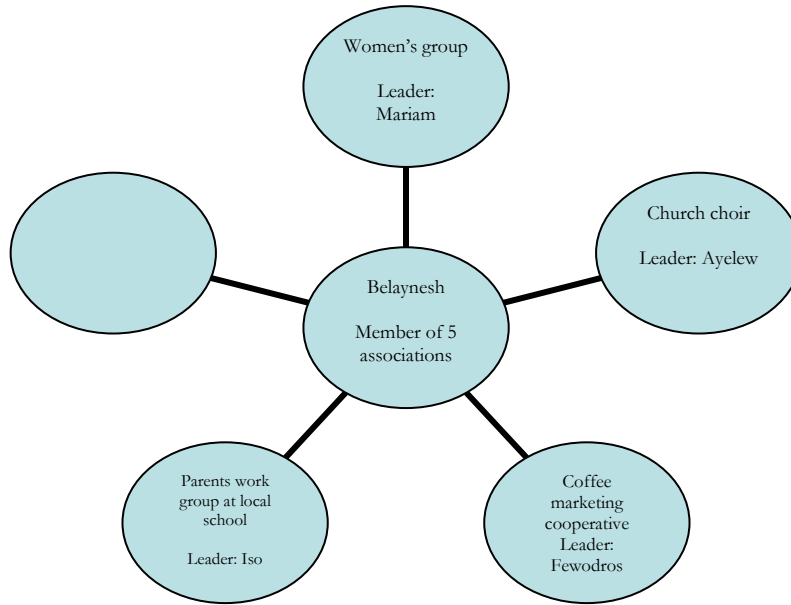 Women’s group
Leader:
Mariam
Church choir
Leader: Ayelew
Belaynesh
Member of 5
associations
Parents work
group at local
school
Leader: Iso
Coffee
marketing
cooperative
Leader:
Fewodros